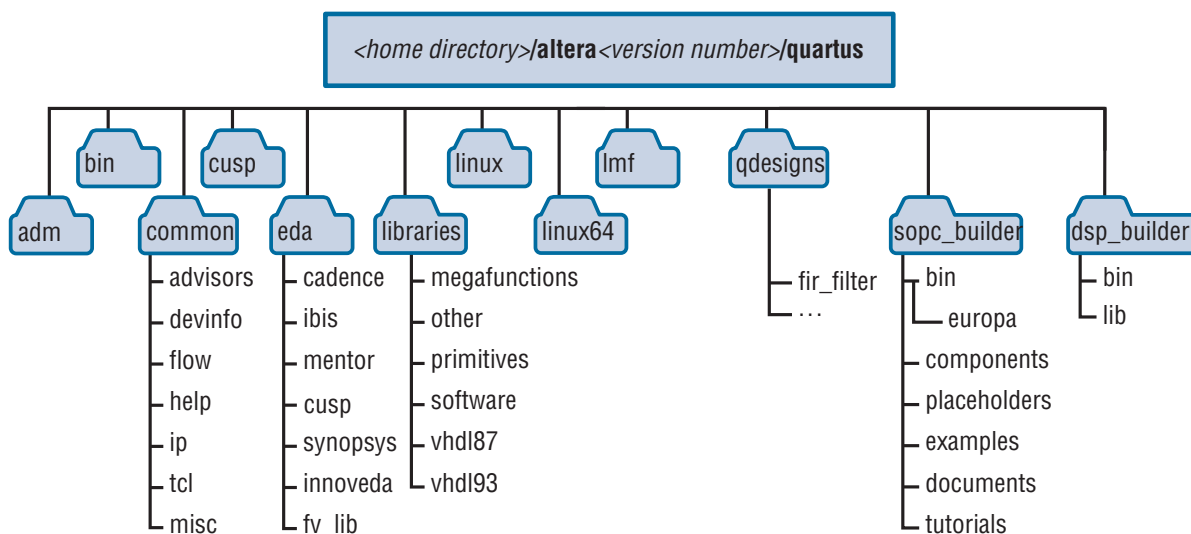 <home directory>/altera<version number>/quartus
bin
cusp
linux
lmf
qdesigns
adm
common
eda
libraries
linux64
sopc_builder
dsp_builder
advisors
devinfo
flow
help
ip
tcl
misc
cadence
ibis
mentor
cusp
synopsys
innoveda
fv_lib
megafunctions
other
primitives
software
vhdl87
vhdl93
fir_filter
...
bin
europa
components
placeholders
examples
documents
tutorials
bin
lib